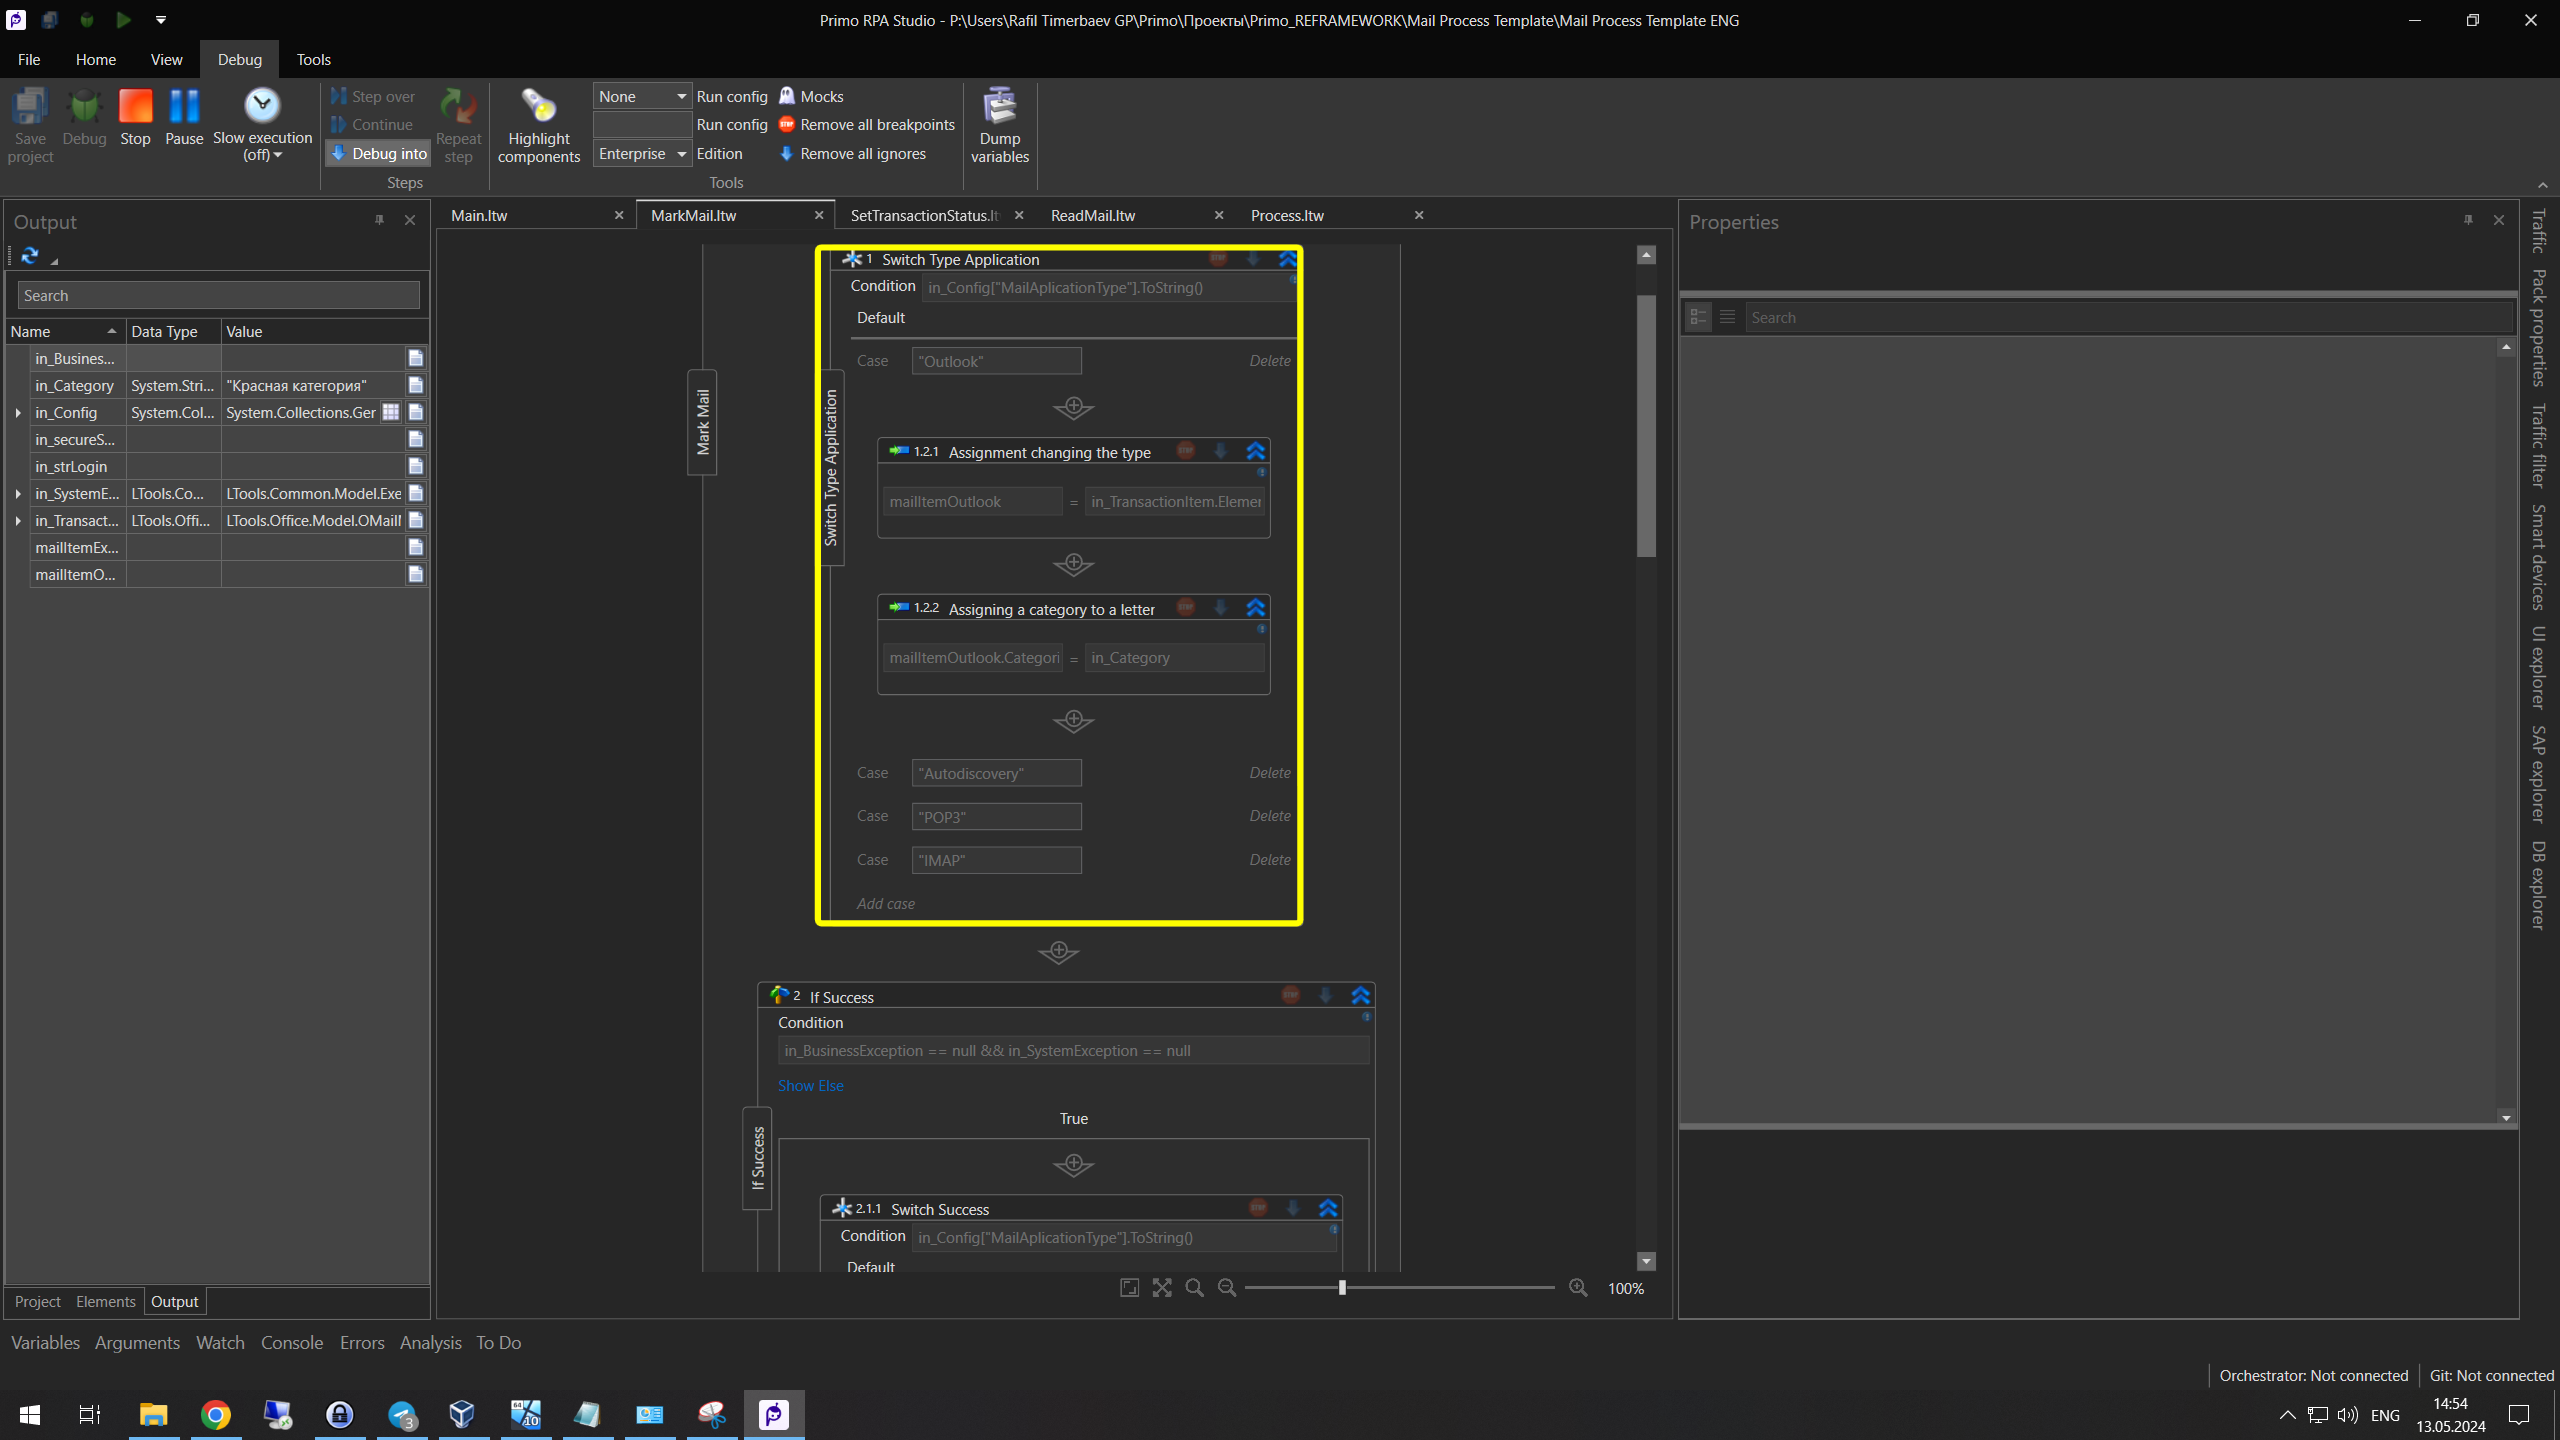 Primo RPA Studio - P:\Users\Rafil Timerbaev GP\Primo\Проекты\Primo_REFRAMEWORK\Mail Process Template\Mail Process Template ENG
File
Home
View
Debug
Tools
Save project
Debug
Stop
Pause
Slow execution (off)
Step over
Continue
Debug into
Repeat step
Steps
Highlight components
None
Run config
Run config
Enterprise
Edition
Mocks
Remove all breakpoints
Remove all ignores
Tools
Dump variables
Output
Search
Name Data Type Value
in_Busines...
in_Category System.Stri... "Красная категория"
in_Config System.Col... System.Collections.Ger
in_secureS...
in_strLogin
in_SystemE... LTools.Co... LTools.Common.Model.Exe
in_Transact... LTools.Offi... LTools.Office.Model.OMailI
mailItemEx...
mailItemO...
Project Elements Output
Main.ltw
MarkMail.ltw
SetTransactionStatus.lt
ReadMail.ltw
Process.ltw
Mark Mail
Switch Type Application
1 Switch Type Application
Condition in_Config["MailAplicationType"].ToString()
Default
Case "Outlook" Delete
1.2.1 Assignment changing the type
mailItemOutlook = in_TransactionItem.Elemer
1.2.2 Assigning a category to a letter
mailItemOutlook.Categori = in_Category
Case "Autodiscovery" Delete
Case "POP3" Delete
Case "IMAP" Delete
Add case
2 If Success
Condition
in_BusinessException == null && in_SystemException == null
Show Else
True
If Success
2.1.1 Switch Success
Condition in_Config["MailAplicationType"].ToString()
Default
100%
Properties
Search
Traffic
Pack properties
Traffic filter
Smart devices
UI explorer
SAP explorer
DB explorer
Variables Arguments Watch Console Errors Analysis To Do
Orchestrator: Not connected
Git: Not connected
64
10
3
ENG
14:54
13.05.2024